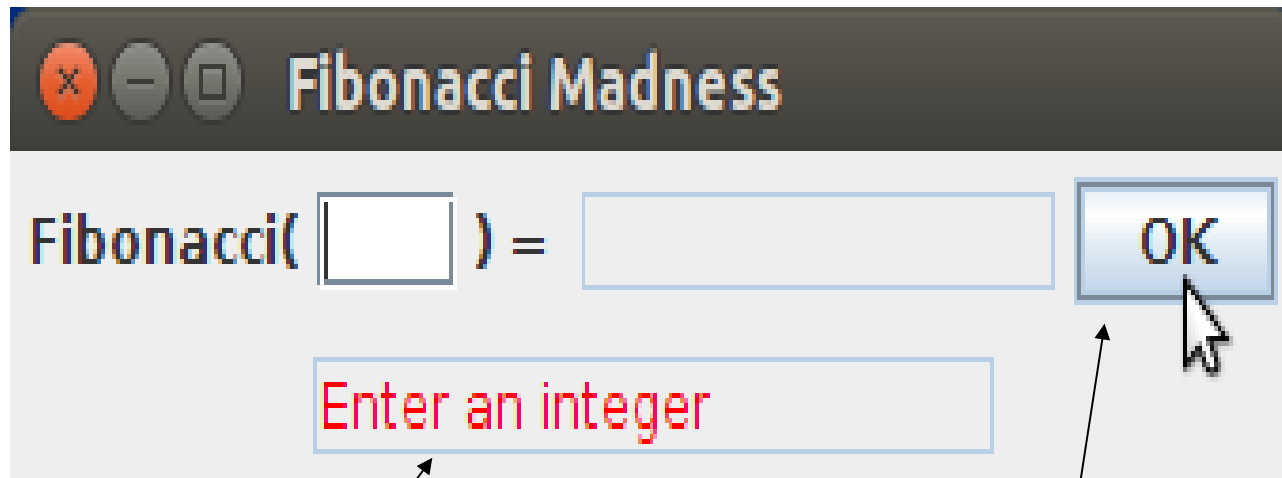 Fibonacci Madness
Fibonacci( ) = OK
Enter an integer